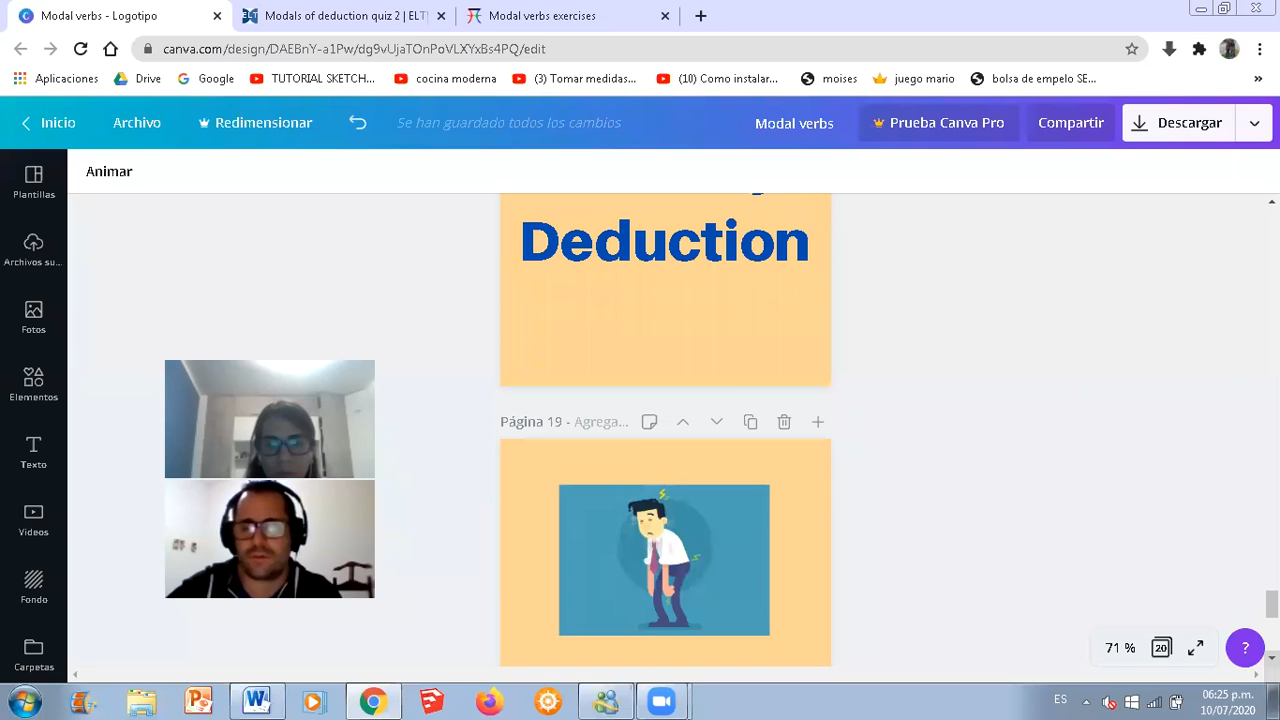 Modal verbs - Logotipo
Modals of deduction quiz 2 | ELT
Modal verbs exercises
canva.com/design/DAEBnY-a1Pw/dg9vUjaTOnPoVLXYxBs4PQ/edit
Aplicaciones
Drive
Google
TUTORIAL SKETCH...
cocina moderna
(3) Tomar medidas...
(10) Como instalar...
moises
juego mario
bolsa de empelo SE...
»
Inicio
Archivo
Redimensionar
Se han guardado todos los cambios
Modal verbs
Prueba Canva Pro
Compartir
Descargar
Plantillas
Archivos su...
Fotos
Elementos
Texto
Videos
Fondo
Carpetas
Animar
Deduction
Página 19 - Agrega...
71 %
20
?
ES
06:25 p.m.
10/07/2020